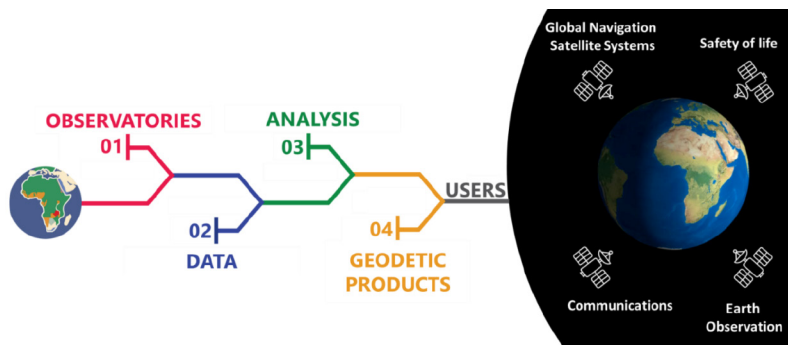 OBSERVATORIES
01
02
DATA
ANALYSIS
03
04
GEODETIC
PRODUCTS
USERS
Global Navigation
Satellite Systems
Safety of life
Communications
Earth
Observation